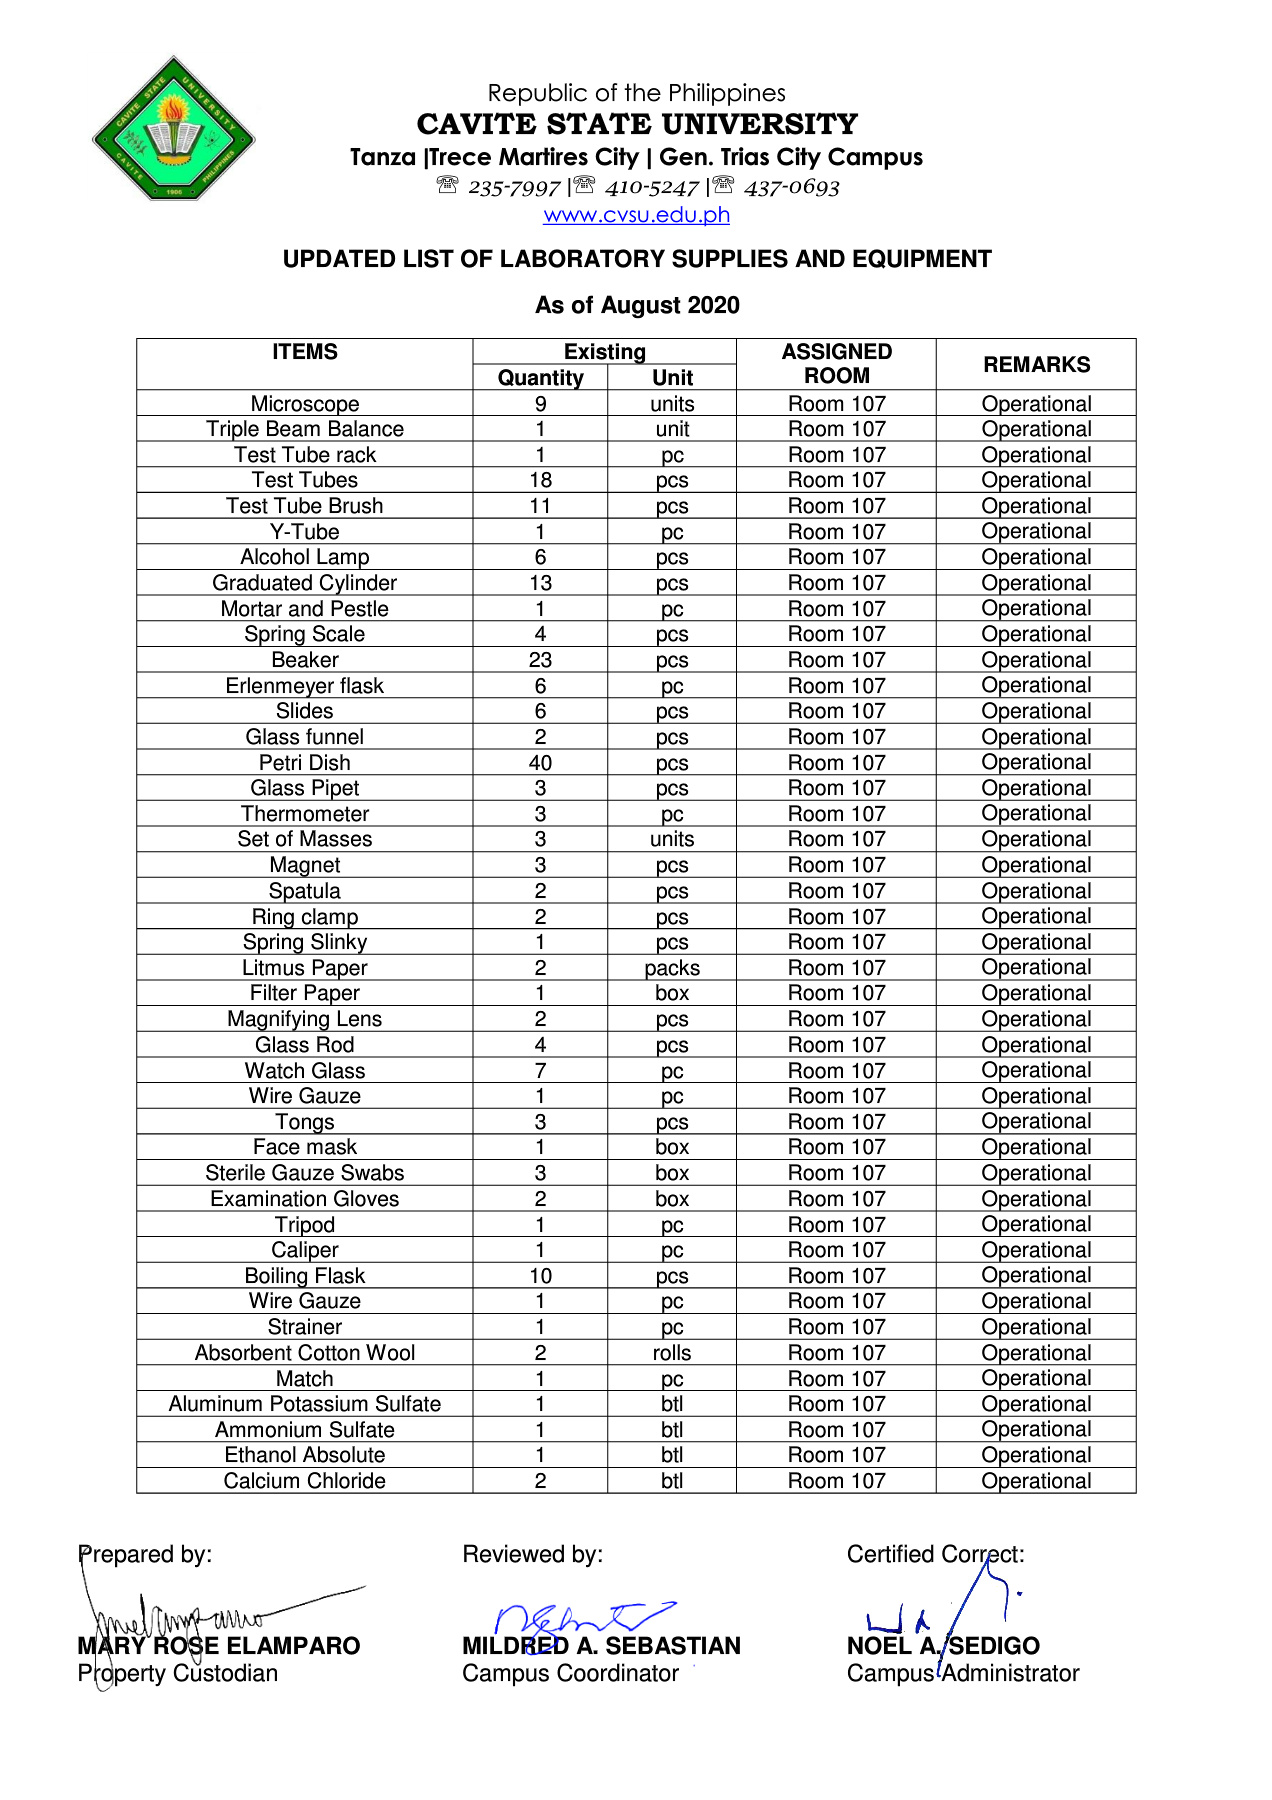 CAVITE STATE UNIVERSITY
CAVITE PHILIPPINES
1906
Republic of the Philippines
CAVITE STATE UNIVERSITY
Tanza |Trece Martires City | Gen. Trias City Campus
☏ 235-7997 |☏ 410-5247 |☏ 437-0693
www.cvsu.edu.ph
UPDATED LIST OF LABORATORY SUPPLIES AND EQUIPMENT
As of August 2020
ITEMS Existing ASSIGNED ROOM REMARKS
Quantity Unit
Microscope 9 units Room 107 Operational
Triple Beam Balance 1 unit Room 107 Operational
Test Tube rack 1 pc Room 107 Operational
Test Tubes 18 pcs Room 107 Operational
Test Tube Brush 11 pcs Room 107 Operational
Y-Tube 1 pc Room 107 Operational
Alcohol Lamp 6 pcs Room 107 Operational
Graduated Cylinder 13 pcs Room 107 Operational
Mortar and Pestle 1 pc Room 107 Operational
Spring Scale 4 pcs Room 107 Operational
Beaker 23 pcs Room 107 Operational
Erlenmeyer flask 6 pc Room 107 Operational
Slides 6 pcs Room 107 Operational
Glass funnel 2 pcs Room 107 Operational
Petri Dish 40 pcs Room 107 Operational
Glass Pipet 3 pcs Room 107 Operational
Thermometer 3 pc Room 107 Operational
Set of Masses 3 units Room 107 Operational
Magnet 3 pcs Room 107 Operational
Spatula 2 pcs Room 107 Operational
Ring clamp 2 pcs Room 107 Operational
Spring Slinky 1 pcs Room 107 Operational
Litmus Paper 2 packs Room 107 Operational
Filter Paper 1 box Room 107 Operational
Magnifying Lens 2 pcs Room 107 Operational
Glass Rod 4 pcs Room 107 Operational
Watch Glass 7 pc Room 107 Operational
Wire Gauze 1 pc Room 107 Operational
Tongs 3 pcs Room 107 Operational
Face mask 1 box Room 107 Operational
Sterile Gauze Swabs 3 box Room 107 Operational
Examination Gloves 2 box Room 107 Operational
Tripod 1 pc Room 107 Operational
Caliper 1 pc Room 107 Operational
Boiling Flask 10 pcs Room 107 Operational
Wire Gauze 1 pc Room 107 Operational
Strainer 1 pc Room 107 Operational
Absorbent Cotton Wool 2 rolls Room 107 Operational
Match 1 pc Room 107 Operational
Aluminum Potassium Sulfate 1 btl Room 107 Operational
Ammonium Sulfate 1 btl Room 107 Operational
Ethanol Absolute 1 btl Room 107 Operational
Calcium Chloride 2 btl Room 107 Operational
Prepared by: Reviewed by: Certified Correct:
MARY ROSE ELAMPARO MILDRED A. SEBASTIAN NOEL A. SEDIGO
Property Custodian Campus Coordinator Campus Administrator